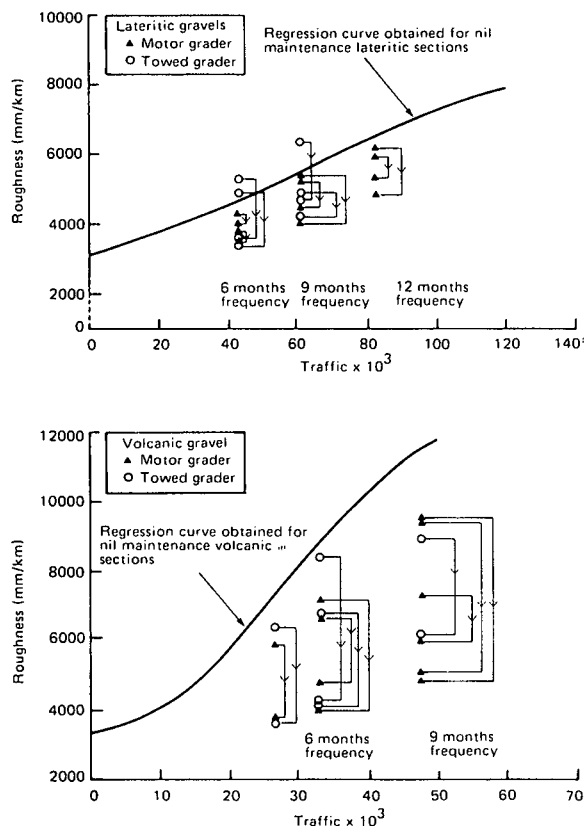 Lateritic gravels
▲ Motor grader
○ Towed grader
Regression curve obtained for nil
maintenance lateritic sections
Roughness (mm/km)
8000
6000
4000
2000
0
6 months
frequency
9 months
frequency
12 months
frequency
0 20 40 60 80 100 120 140
Traffic x 10³
Volcanic gravel
▲ Motor grader
○ Towed grader
Regression curve obtained for
nil maintenance volcanic
sections
Roughness (mm/km)
12000
10000
8000
6000
4000
2000
6 months
frequency
9 months
frequency
0 10 20 30 40 50 60 70
Traffic x 10³